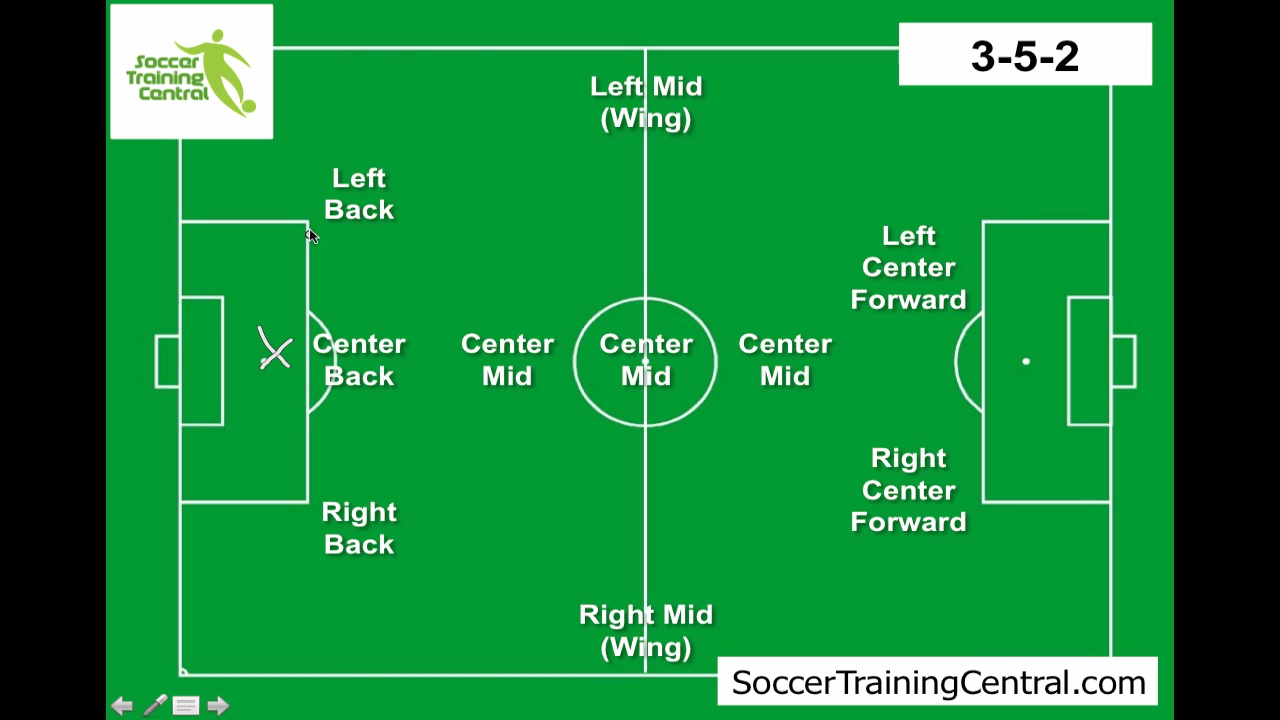 Soccer
Training
Central
3-5-2
Left Mid
(Wing)
Left
Back
Left
Center
Forward
Center
Back
Center
Mid
Center
Mid
Center
Mid
Right
Center
Forward
Right
Back
Right Mid
(Wing)
SoccerTrainingCentral.com